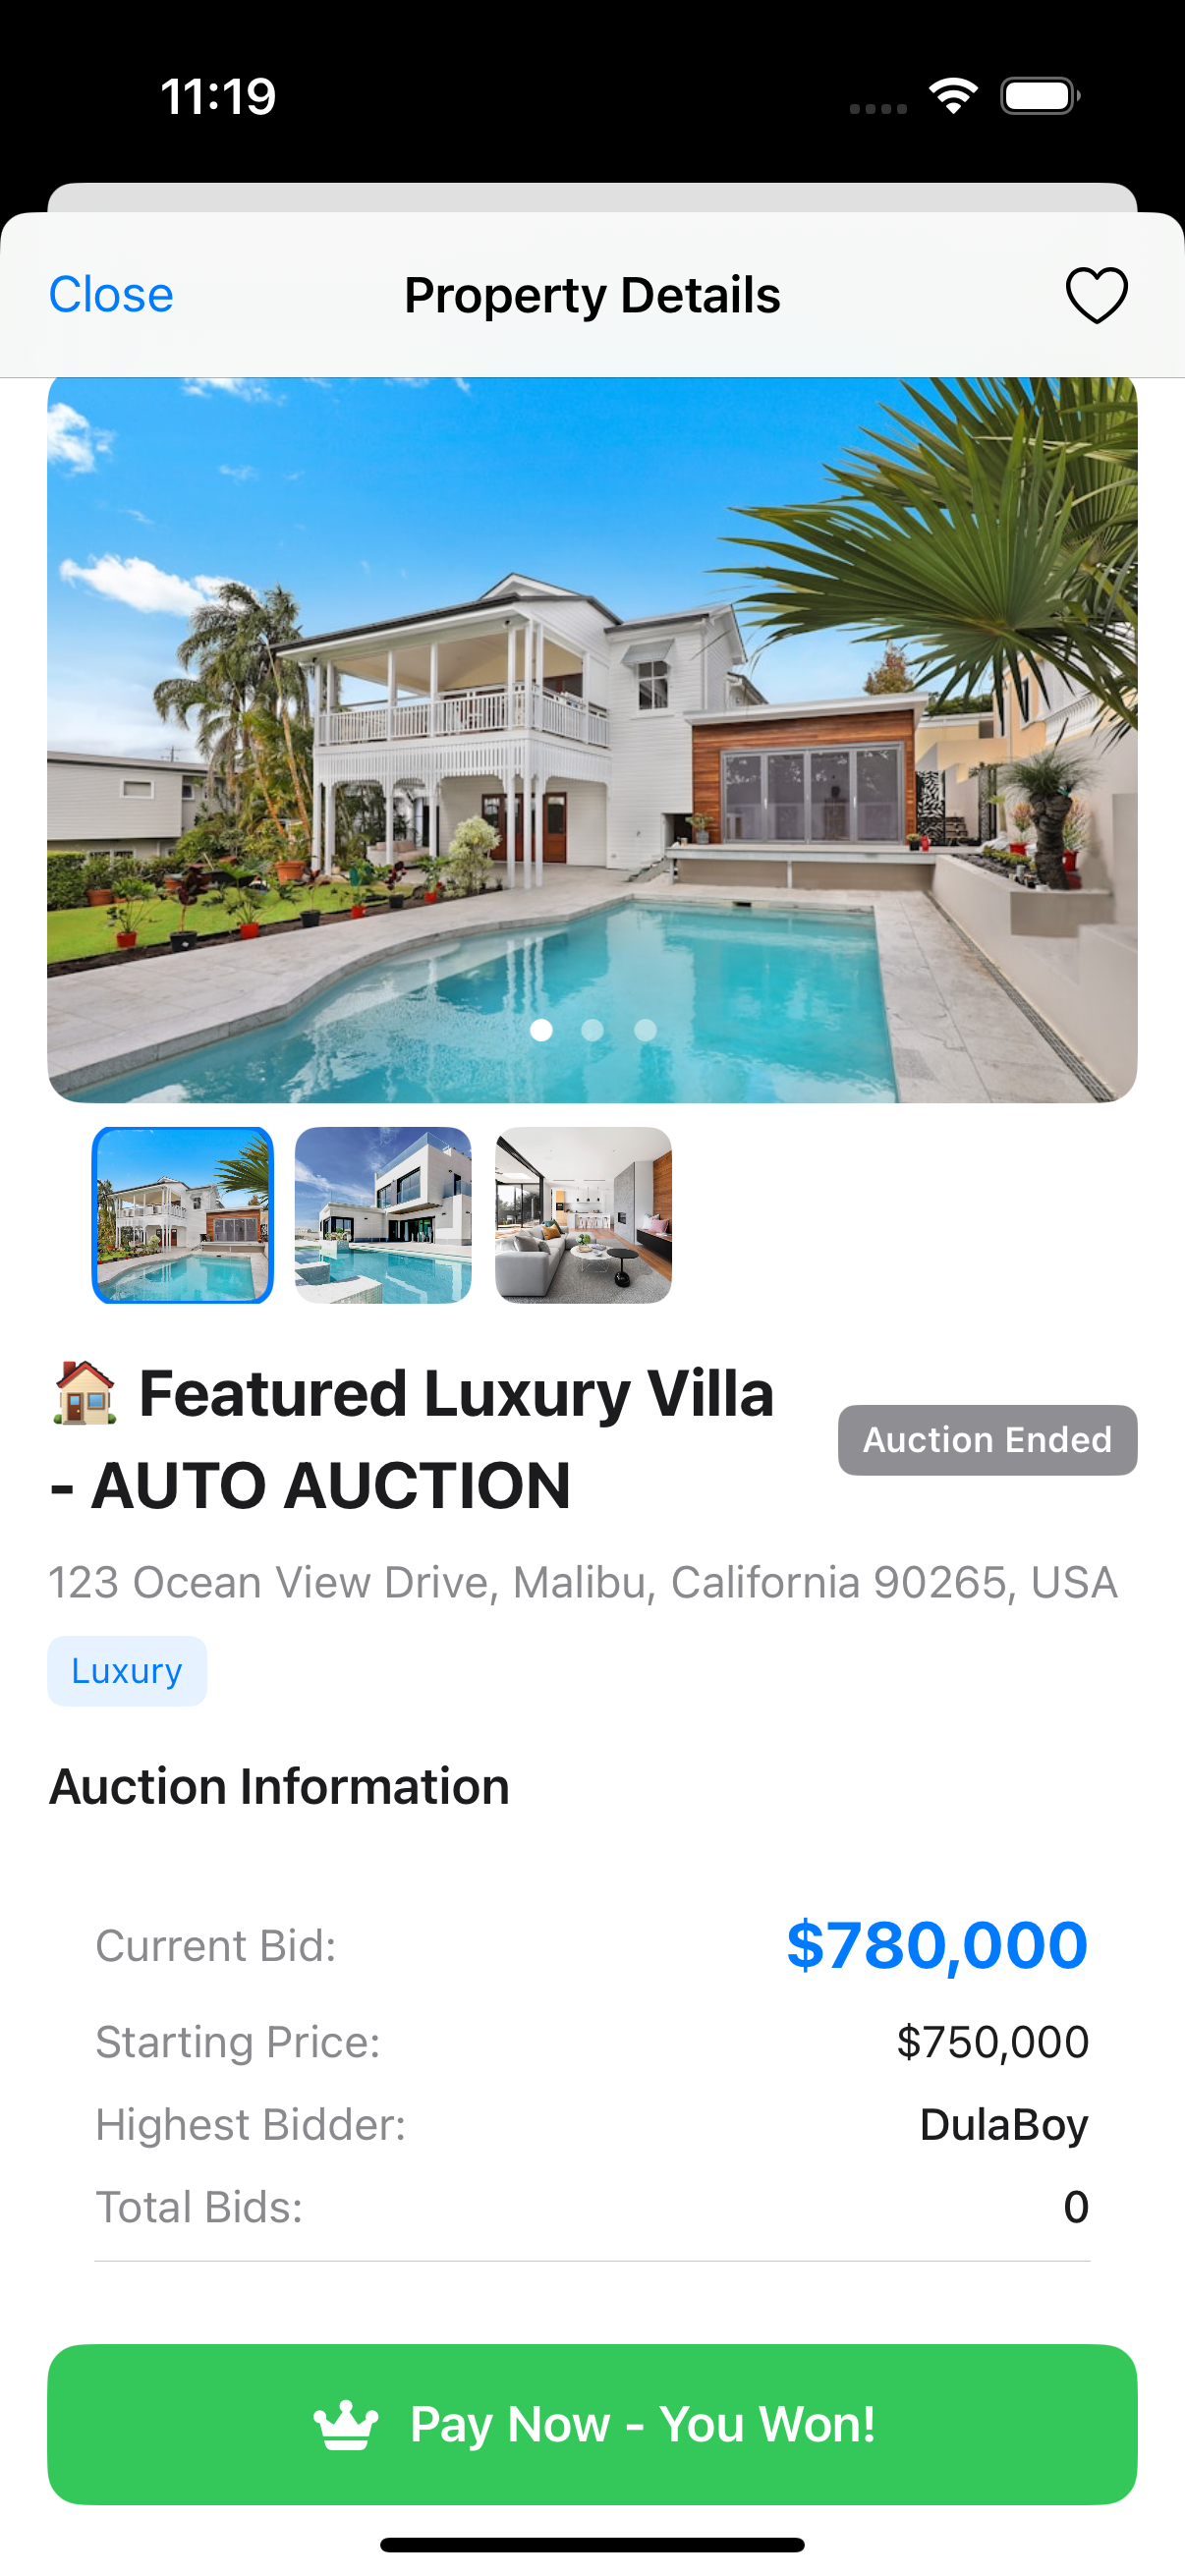 11:19
Close
Property Details
🏠 Featured Luxury Villa
- AUTO AUCTION
Auction Ended
123 Ocean View Drive, Malibu, California 90265, USA
Luxury
Auction Information
Current Bid: $780,000
Starting Price: $750,000
Highest Bidder: DulaBoy
Total Bids: 0
Pay Now - You Won!